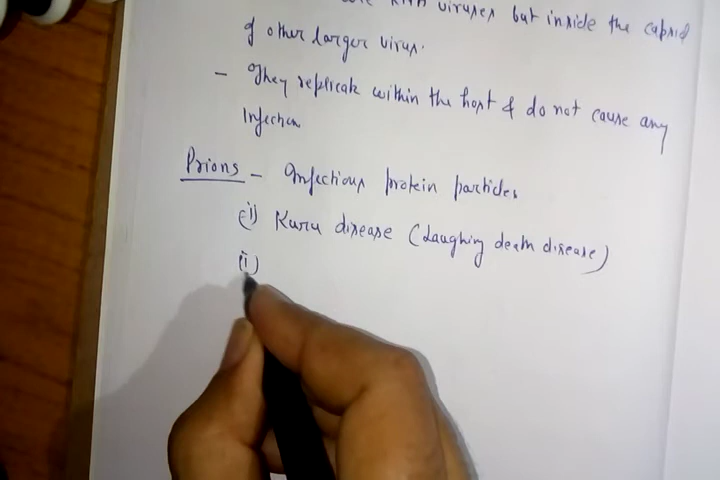 RNA viruses but inside the capsid
of other larger virus.
- They replicate within the host & do not cause any
Infection
Prions - Infectious protein particles.
(i) Kuru disease (Laughing death disease)
(i)